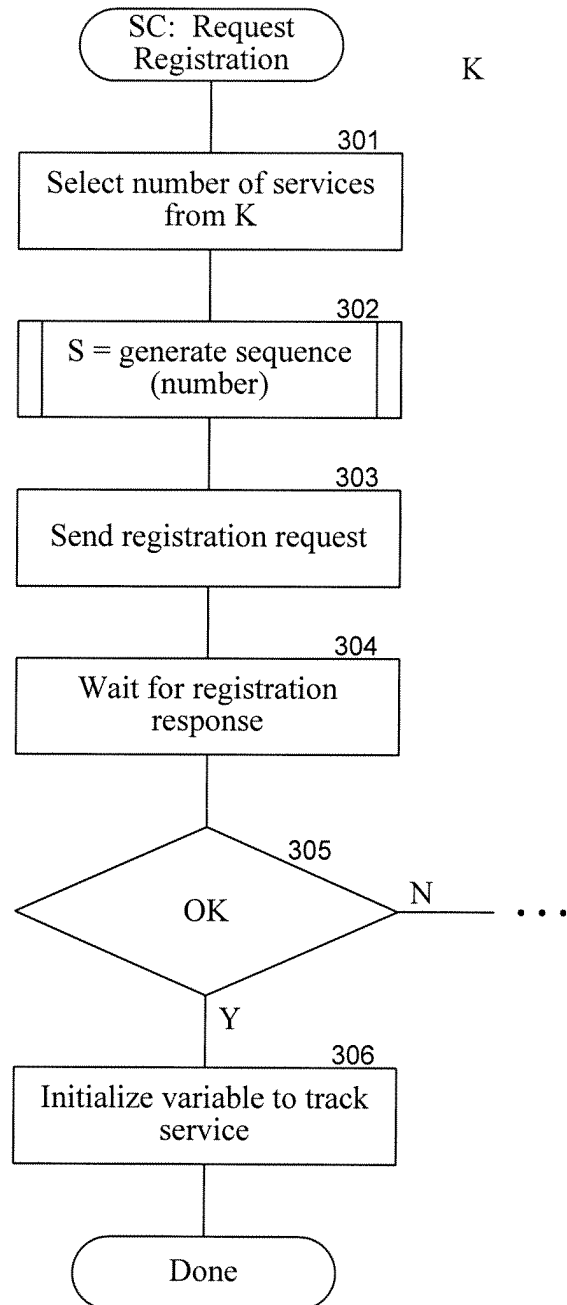 SC:  Request
Registration
K
301
Select number of services
from K
302
S = generate sequence
(number)
303
Send registration request
304
Wait for registration
response
305
OK
N
...
Y
306
Initialize variable to track
service
Done